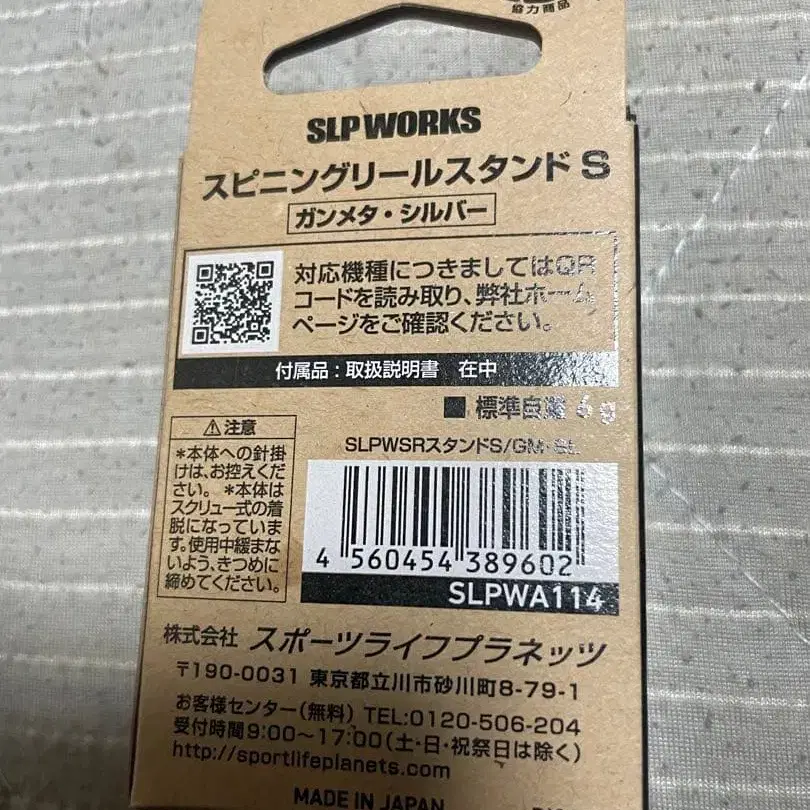 協力商品
SLP WORKS
スピニングリールスタンド S
ガンメタ・シルバー
対応機種につきましてはQR
コードを読み取り、弊社ホーム
ページをご確認ください。
付属品：取扱説明書 在中
■標準自重 6g
⚠注意
*本体への針掛
けは、お控えくだ
さい。 *本体は
スクリュー式の着
脱になっていま
す。使用中緩まな
いよう、きつめに
締めてください。
SLPWSRスタンドS/GM・SL
4 560454 389602
SLPWA114
株式会社 スポーツライフプラネッツ
〒190-0031 東京都立川市砂川町8-79-1
お客様センター(無料) TEL:0120-506-204
受付時間9:00〜17:00(土・日・祝祭日は除く)
http://sportlifeplanets.com
MADE IN JAPAN